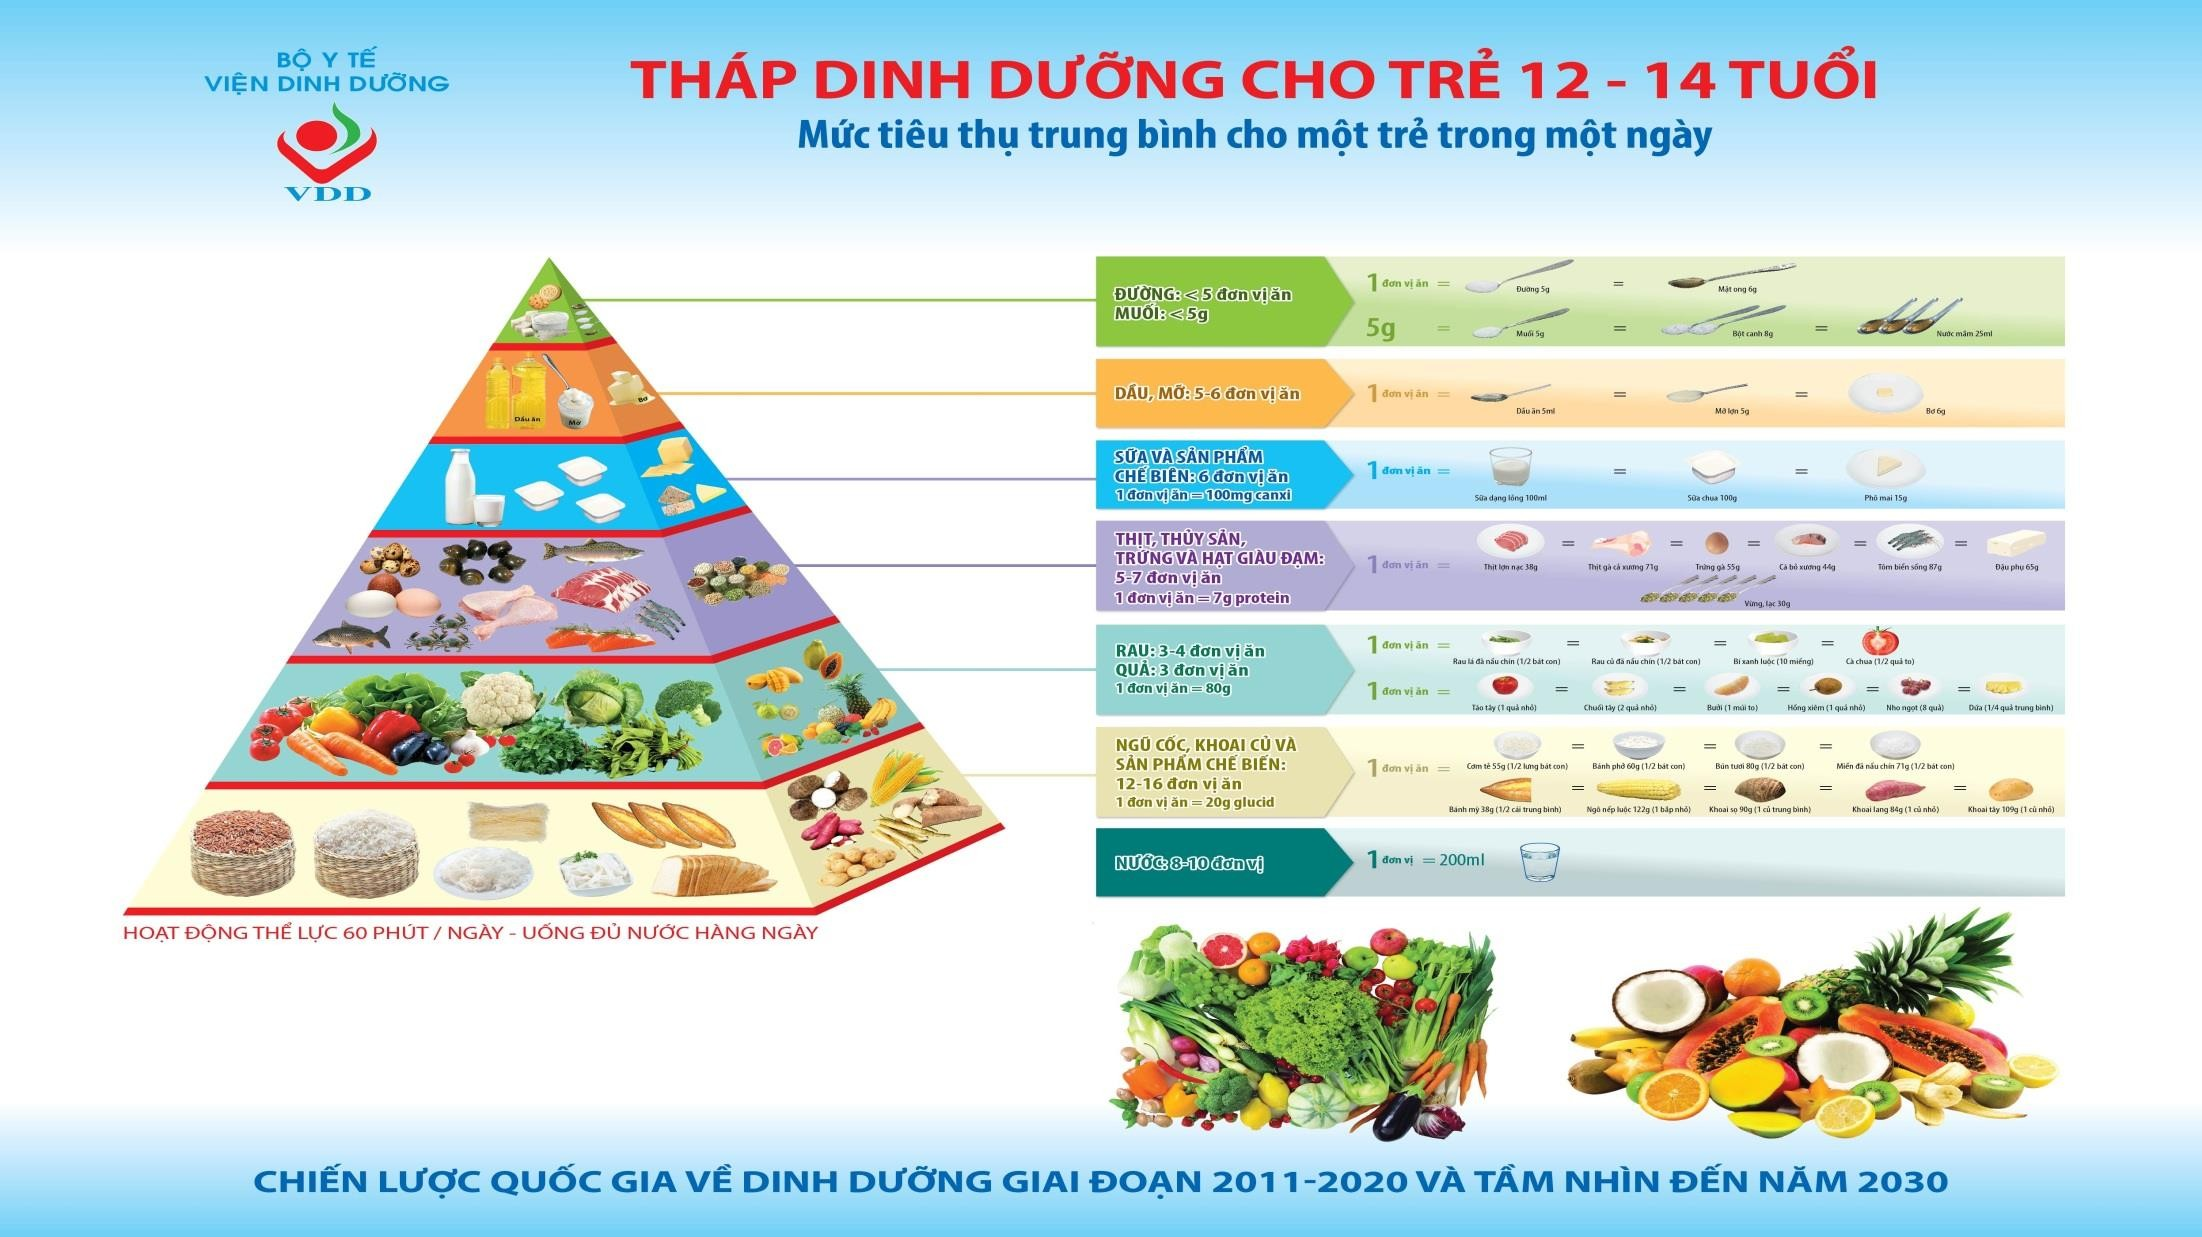 BỘ Y TẾ
VIỆN DINH DƯỠNG
VDD
THÁP DINH DƯỠNG CHO TRẺ 12 - 14 TUỔI
Mức tiêu thụ trung bình cho một trẻ trong một ngày
Dầu ăn
Mỡ
Bơ
HOẠT ĐỘNG THỂ LỰC 60 PHÚT / NGÀY - UỐNG ĐỦ NƯỚC HÀNG NGÀY
ĐƯỜNG: < 5 đơn vị ăn
MUỐI: < 5g
1 đơn vị ăn = Đường 5g = Mật ong 6g
5g = Muối 5g = Bột canh 8g = Nước mắm 25ml
DẦU, MỠ: 5-6 đơn vị ăn
1 đơn vị ăn = Dầu ăn 5ml = Mỡ lợn 5g = Bơ 6g
SỮA VÀ SẢN PHẨM
CHẾ BIẾN: 6 đơn vị ăn
1 đơn vị ăn = 100mg canxi
1 đơn vị ăn = Sữa dạng lỏng 100ml = Sữa chua 100g = Phô mai 15g
THỊT, THỦY SẢN,
TRỨNG VÀ HẠT GIÀU ĐẠM:
5-7 đơn vị ăn
1 đơn vị ăn = 7g protein
1 đơn vị ăn = Thịt lợn nạc 38g = Thịt gà cả xương 71g = Trứng gà 55g = Cá bỏ xương 44g = Tôm biển sống 87g = Đậu phụ 65g
Vừng, lạc 30g
RAU: 3-4 đơn vị ăn
QUẢ: 3 đơn vị ăn
1 đơn vị ăn = 80g
1 đơn vị ăn = Rau lá đã nấu chín (1/2 bát con) = Rau củ đã nấu chín (1/2 bát con) = Bí xanh luộc (10 miếng) = Cà chua (1/2 quả to)
1 đơn vị ăn = Táo tây (1 quả nhỏ) = Chuối tây (2 quả nhỏ) = Bưởi (1 múi to) = Hồng xiêm (1 quả nhỏ) = Nho ngọt (8 quả) = Dứa (1/4 quả trung bình)
NGŨ CỐC, KHOAI CỦ VÀ
SẢN PHẨM CHẾ BIẾN:
12-16 đơn vị ăn
1 đơn vị ăn = 20g glucid
1 đơn vị ăn = Cơm tẻ 55g (1/2 lưng bát con) = Bánh phở 60g (1/2 bát con) = Bún tươi 80g (1/2 bát con) = Miến đã nấu chín 71g (1/2 bát con)
Bánh mỳ 38g (1/2 cái trung bình) = Ngô nếp luộc 122g (1 bắp nhỏ) = Khoai sọ 90g (1 củ trung bình) = Khoai lang 84g (1 củ nhỏ) = Khoai tây 109g (1 củ nhỏ)
NƯỚC: 8-10 đơn vị
1 đơn vị = 200ml
CHIẾN LƯỢC QUỐC GIA VỀ DINH DƯỠNG GIAI ĐOẠN 2011-2020 VÀ TẦM NHÌN ĐẾN NĂM 2030